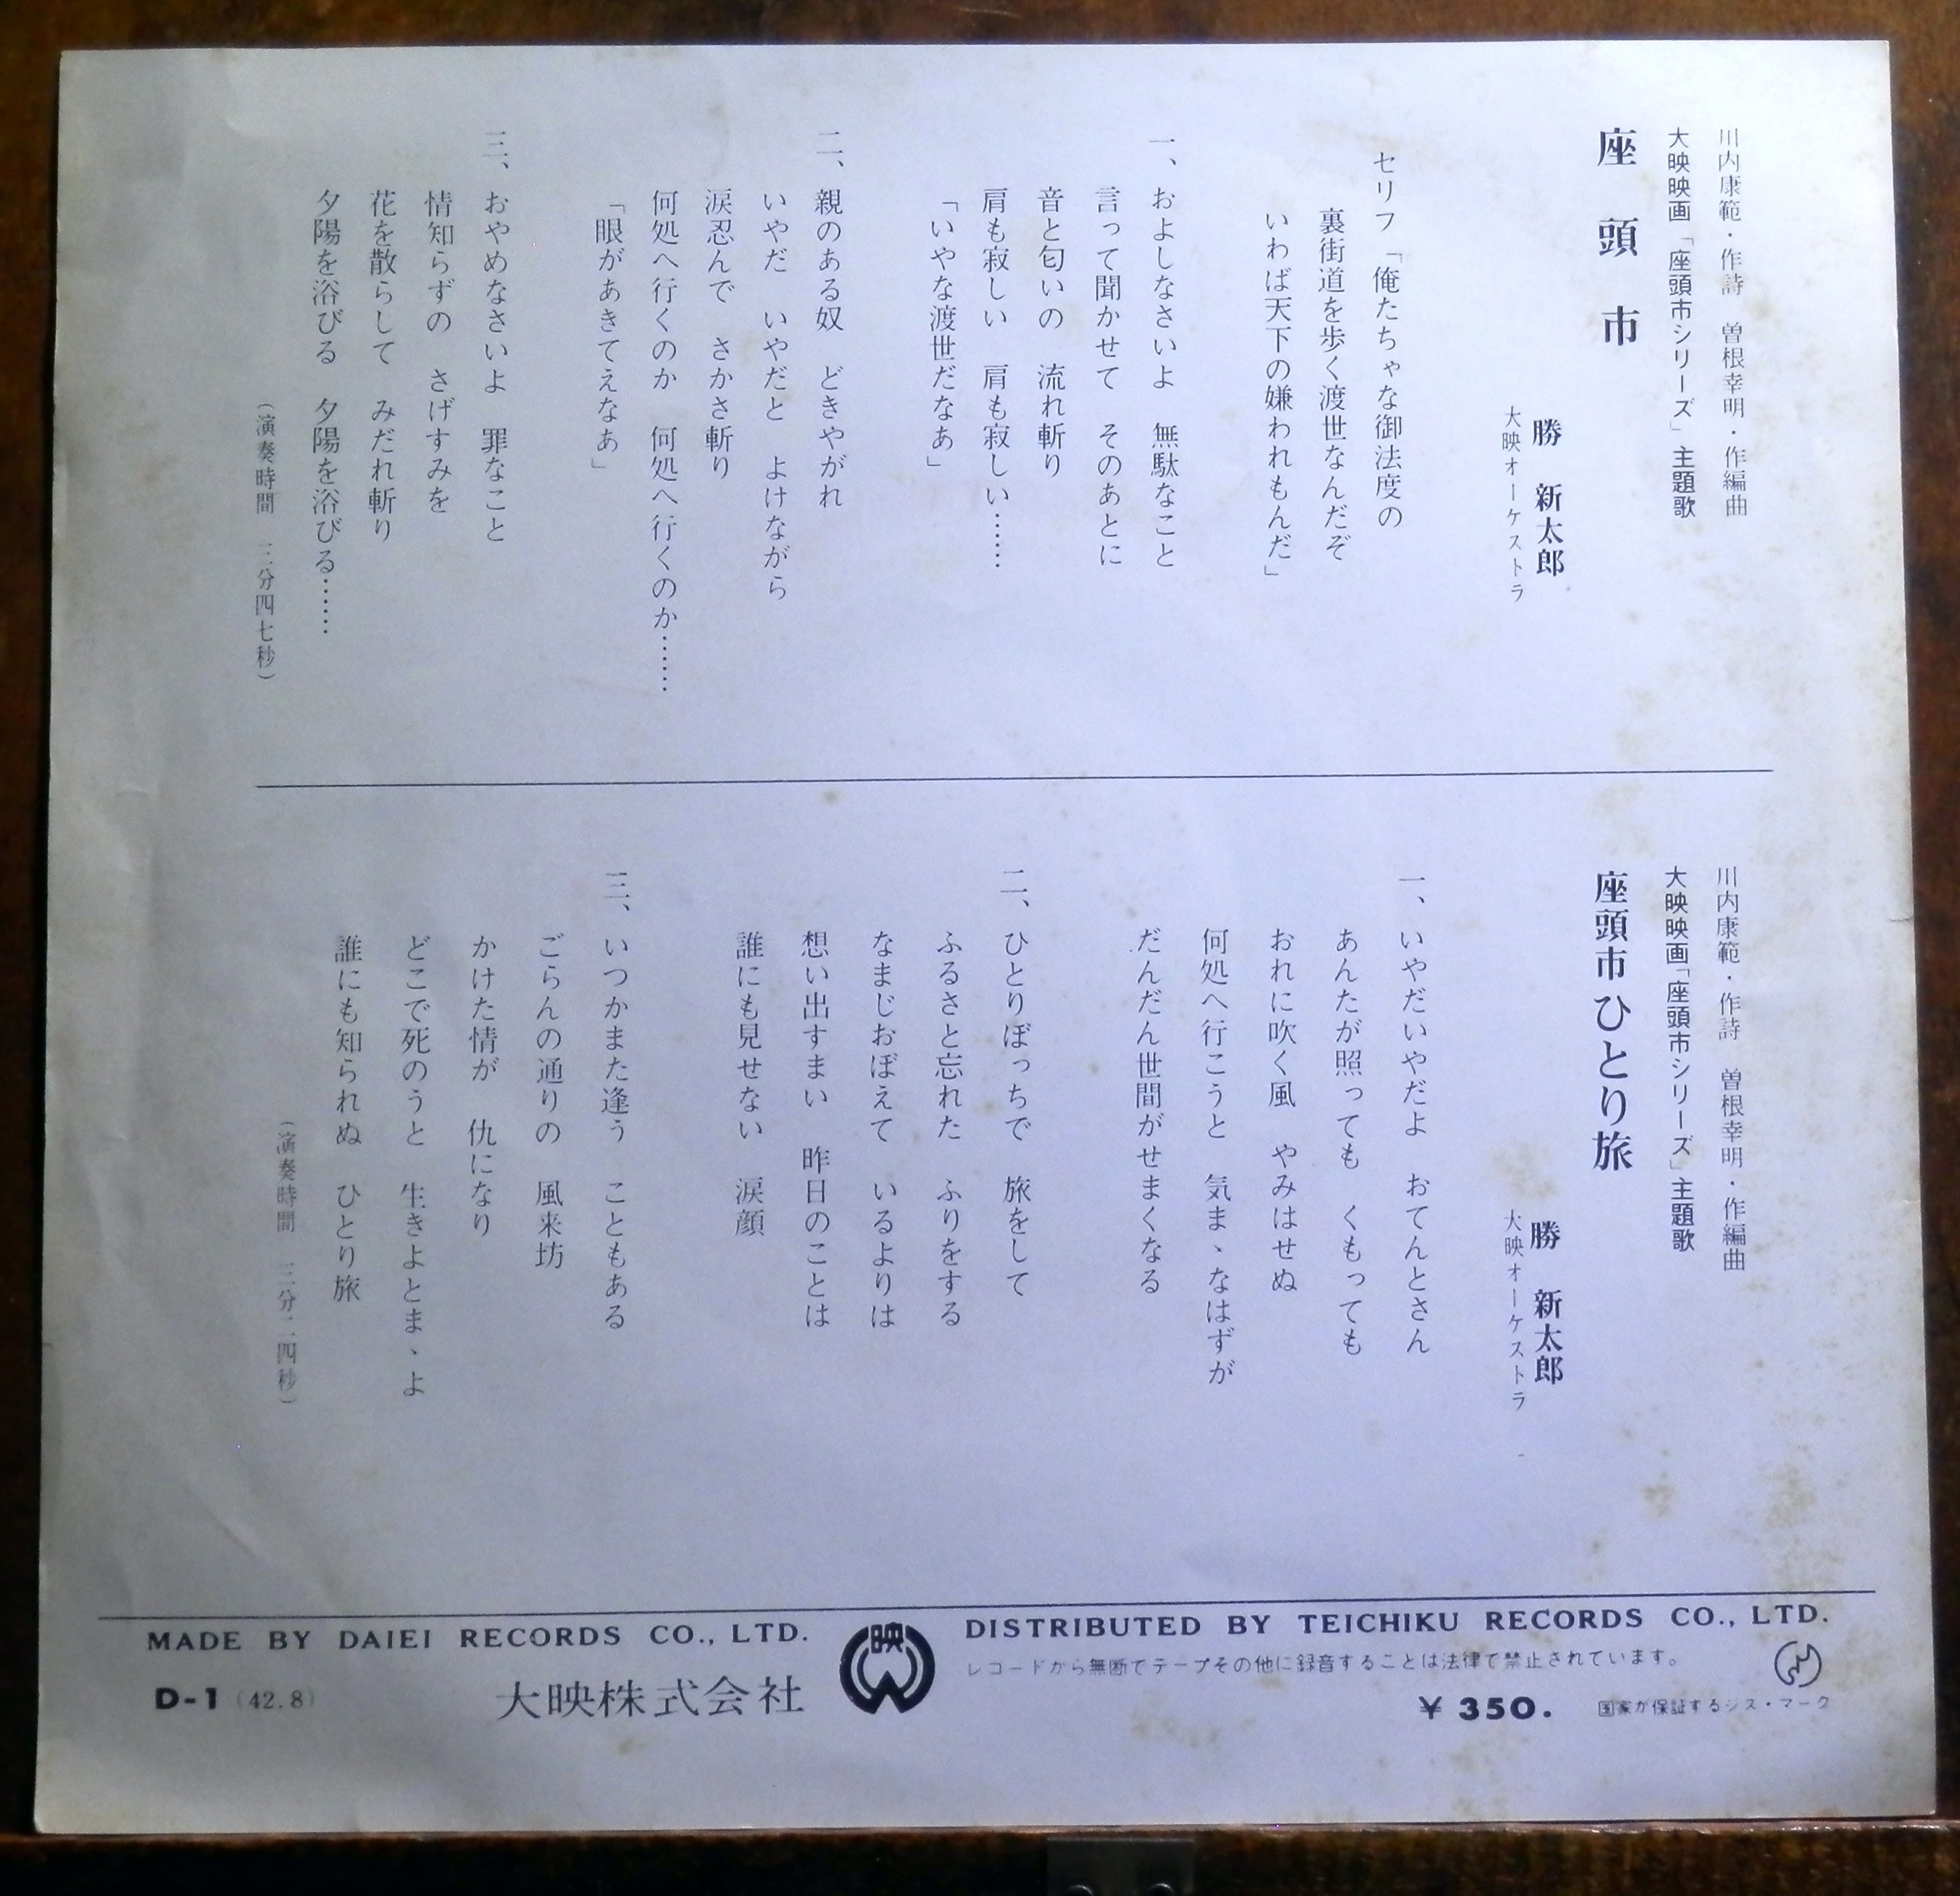 川内康範・作詩　曽根幸明・作編曲
大映映画「座頭市シリーズ」主題歌
座頭市
勝　新太郎
大映オーケストラ
セリフ「俺たちゃな御法度の
裏街道を歩く渡世なんだぞ
いわば天下の嫌われもんだ」
一、およしなさいよ　無駄なこと
言って聞かせて　そのあとに
音と匂いの　流れ斬り
肩も寂しい　肩も寂しい……
「いやな渡世だなあ」
二、親のある奴　どきやがれ
いやだ　いやだと　よけながら
涙忍んで　さかさ斬り
何処へ行くのか　何処へ行くのか……
「眼があきてえなあ」
三、おやめなさいよ　罪なこと
情知らずの　さげすみを
花を散らして　みだれ斬り
夕陽を浴びる　夕陽を浴びる……
（演奏時間　三分四七秒）
川内康範・作詩　曽根幸明・作編曲
大映映画「座頭市シリーズ」主題歌
座頭市ひとり旅
勝　新太郎
大映オーケストラ
一、いやだいやだよ　おてんとさん
あんたが照っても　くもっても
おれに吹く風　やみはせぬ
何処へ行こうと　気まゝなはずが
だんだん世間がせまくなる
二、ひとりぼっちで　旅をして
ふるさと忘れた　ふりをする
なまじおぼえて　いるよりは
想い出すまい　昨日のことは
誰にも見せない　涙顔
三、いつかまた逢う　こともある
ごらんの通りの　風来坊
かけた情が　仇になり
どこで死のうと　生きよとまゝよ
誰にも知られぬ　ひとり旅
（演奏時間　三分二四秒）
MADE BY DAIEI RECORDS CO., LTD.
D-1 (42.8)
大映株式会社
映
DISTRIBUTED BY TEICHIKU RECORDS CO., LTD.
レコードから無断でテープその他に録音することは法律で禁止されています。
¥ 350.
国家が保証するジス・マーク